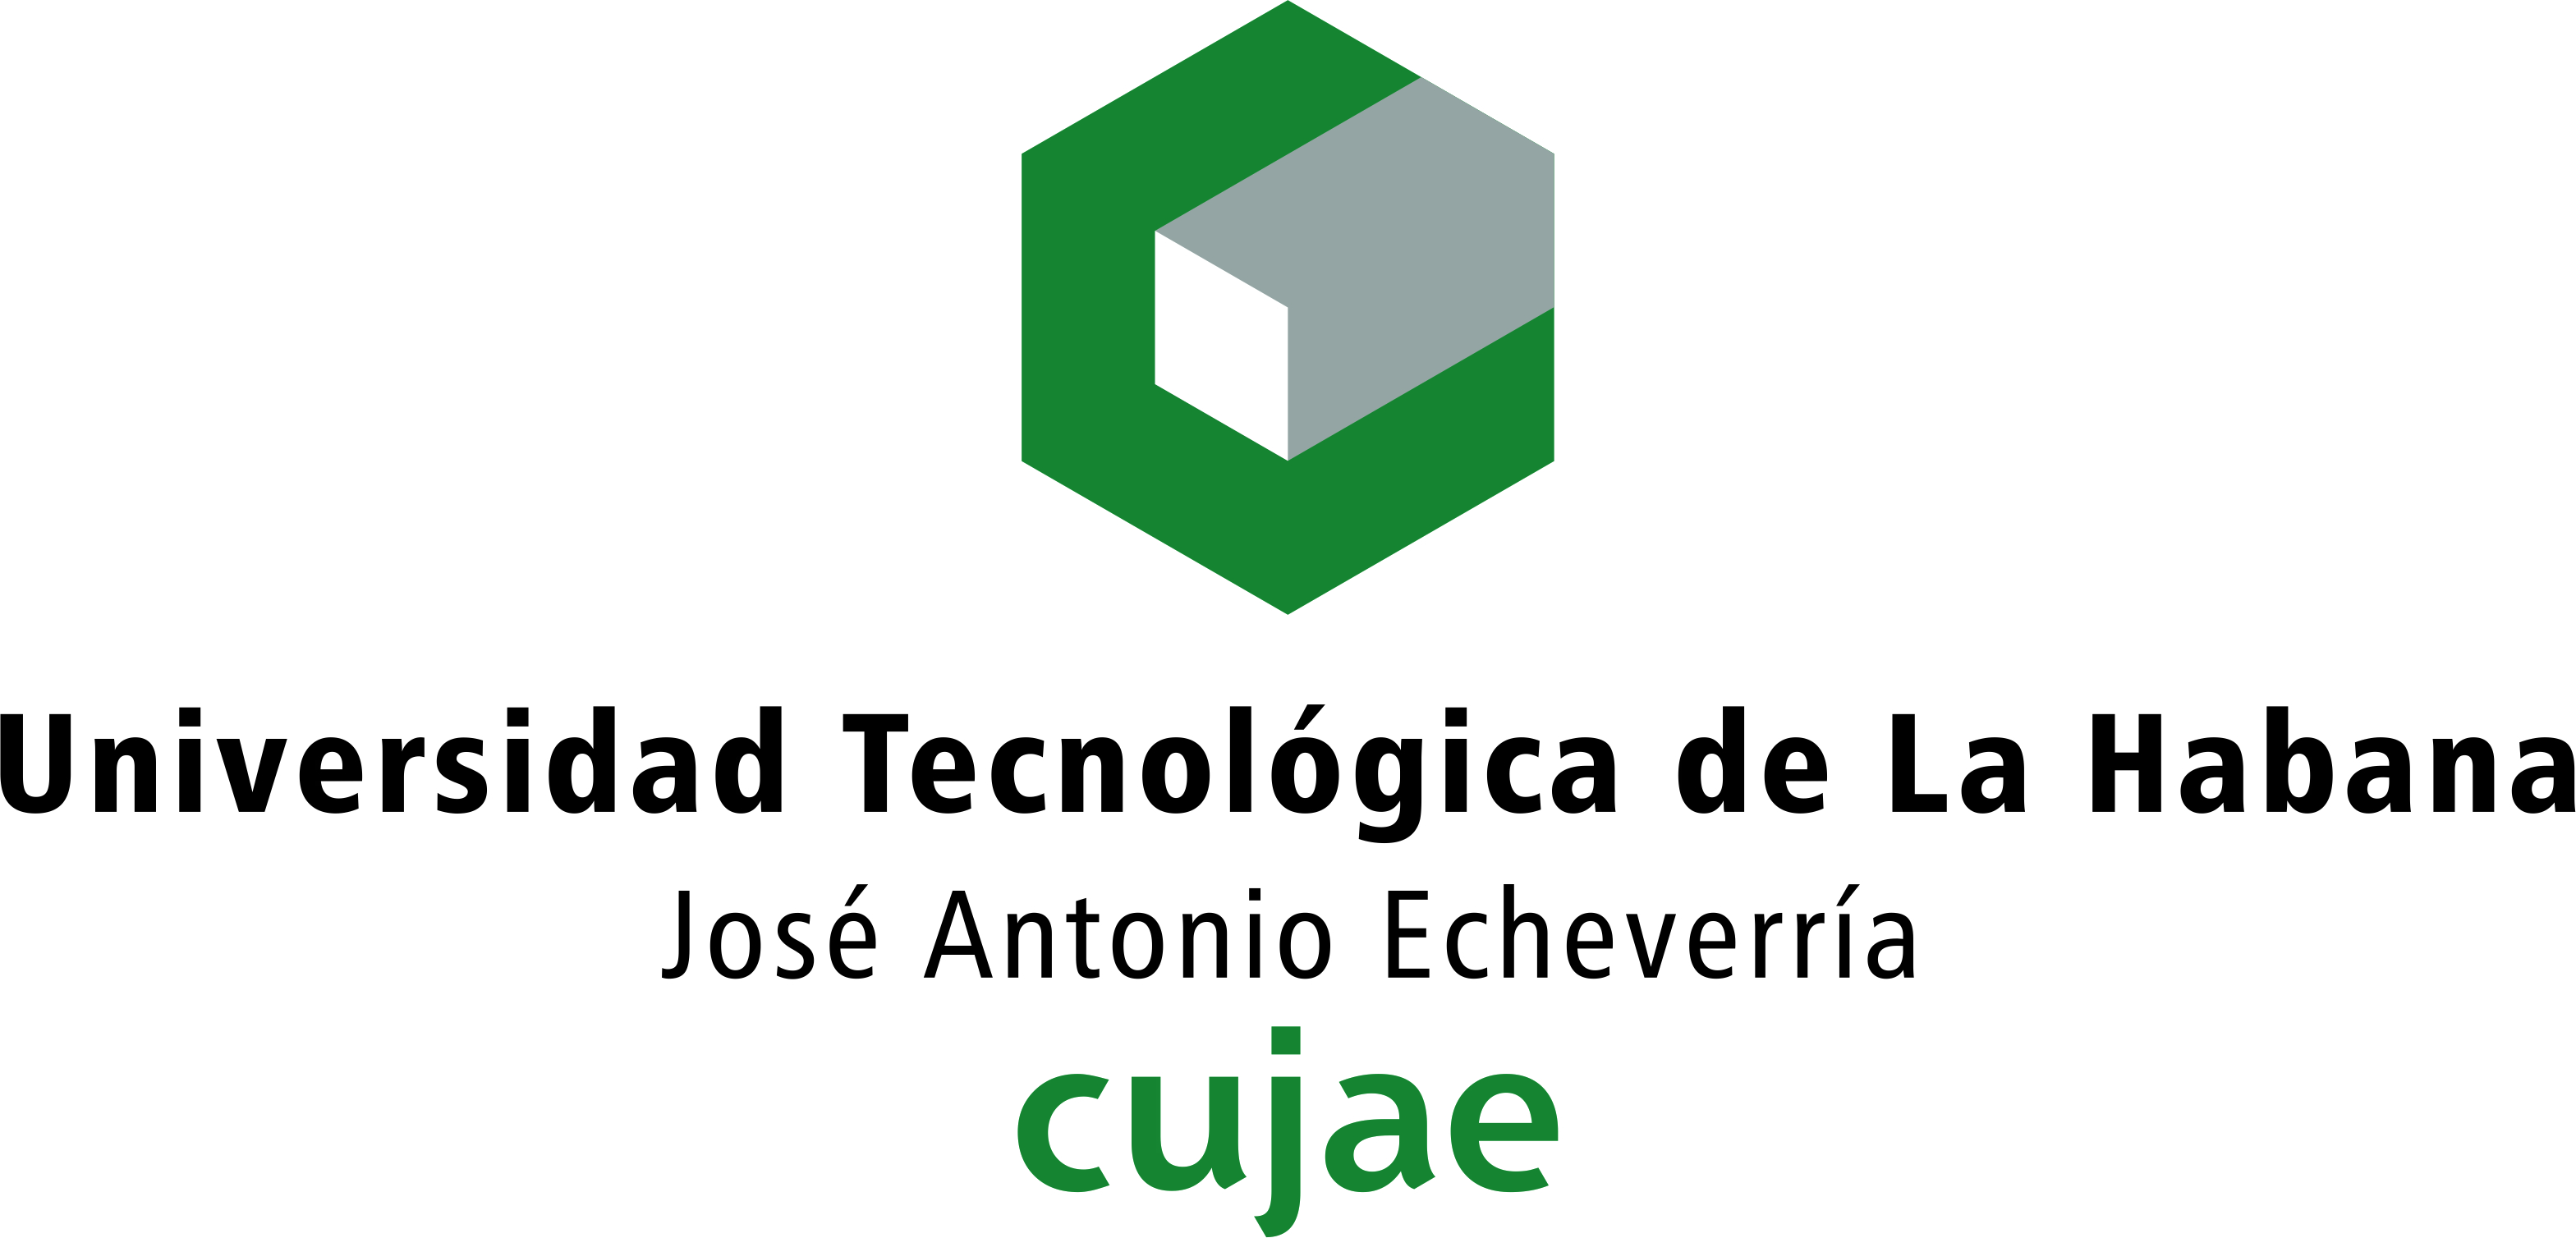 Universidad Tecnológica de La Habana
José Antonio Echeverría
cujae